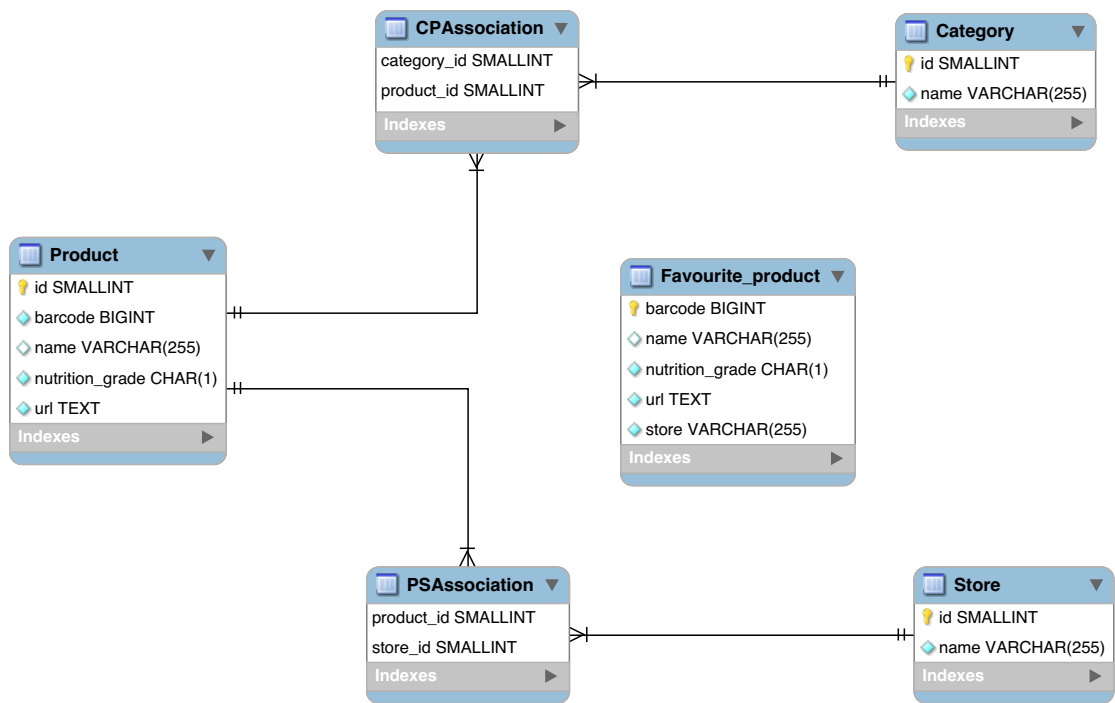 CPAssociation
category_id SMALLINT
product_id SMALLINT
Indexes
Category
id SMALLINT
name VARCHAR(255)
Indexes
Product
id SMALLINT
barcode BIGINT
name VARCHAR(255)
nutrition_grade CHAR(1)
url TEXT
Indexes
Favourite_product
barcode BIGINT
name VARCHAR(255)
nutrition_grade CHAR(1)
url TEXT
store VARCHAR(255)
Indexes
PSAssociation
product_id SMALLINT
store_id SMALLINT
Indexes
Store
id SMALLINT
name VARCHAR(255)
Indexes